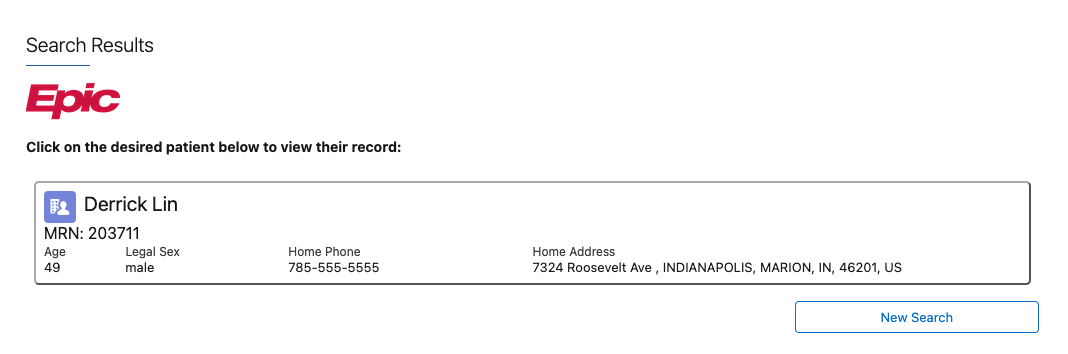 Search Results
Epic
Click on the desired patient below to view their record:
Derrick Lin
MRN: 203711
Age Legal Sex Home Phone Home Address
49 male 785-555-5555 7324 Roosevelt Ave , INDIANAPOLIS, MARION, IN, 46201, US
New Search